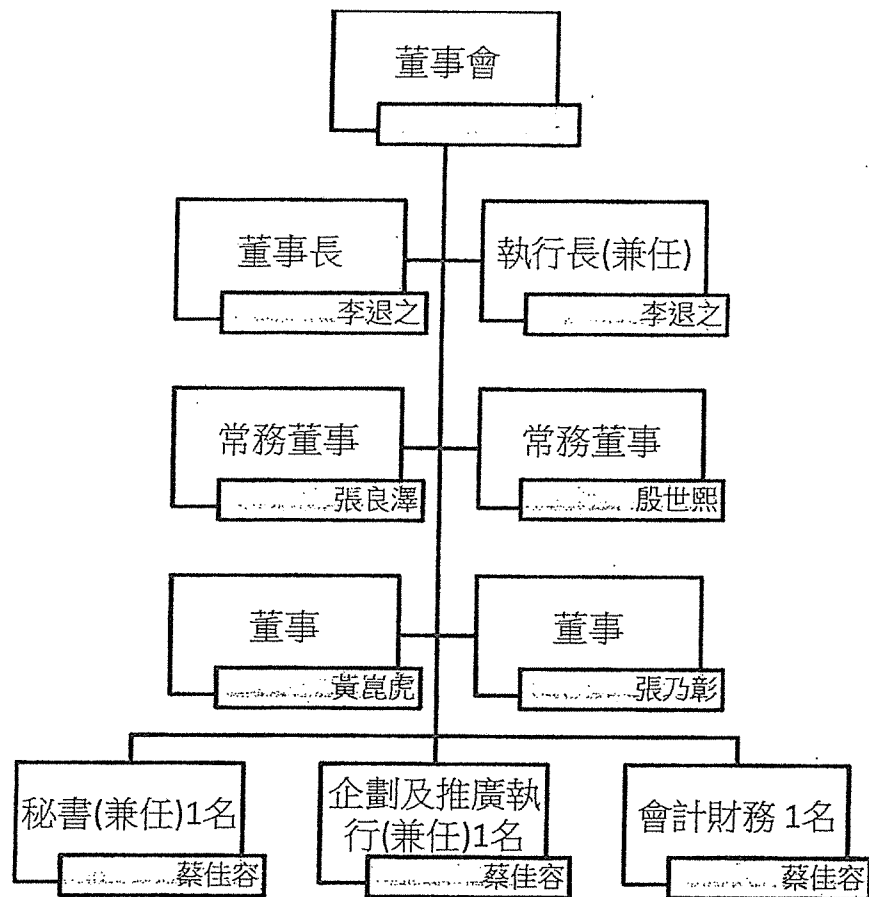 董事會
董事長
李退之
執行長(兼任)
李退之
常務董事
張良澤
常務董事
殷世熙
董事
黃崑虎
董事
張乃彰
秘書(兼任)1名
蔡佳容
企劃及推廣執
行(兼任)1名
蔡佳容
會計財務 1名
蔡佳容